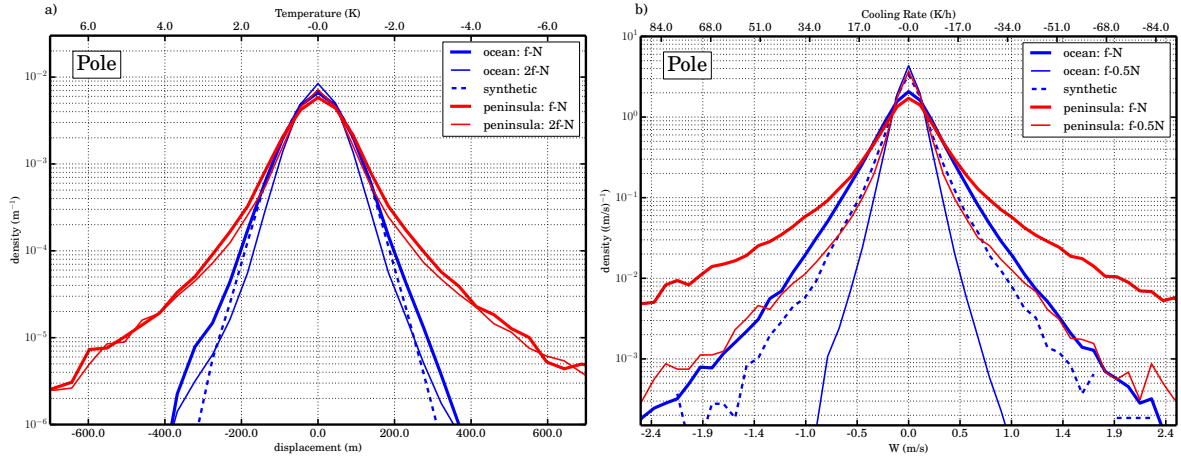 a)
Temperature (K)
6.0 4.0 2.0 -0.0 -2.0 -4.0 -6.0
Pole
ocean: f-N
ocean: 2f-N
synthetic
peninsula: f-N
peninsula: 2f-N
density (m⁻¹)
10⁻²
10⁻³
10⁻⁴
10⁻⁵
10⁻⁶
-600.0 -400.0 -200.0 0.0 200.0 400.0 600.0
displacement (m)
b)
Cooling Rate (K/h)
84.0 68.0 51.0 34.0 17.0 -0.0 -17.0 -34.0 -51.0 -68.0 -84.0
Pole
ocean: f-N
ocean: f-0.5N
synthetic
peninsula: f-N
peninsula: f-0.5N
density ((m/s)⁻¹)
10¹
10⁰
10⁻¹
10⁻²
10⁻³
-2.4 -1.9 -1.4 -1.0 -0.5 0.0 0.5 1.0 1.4 1.9 2.4
W (m/s)